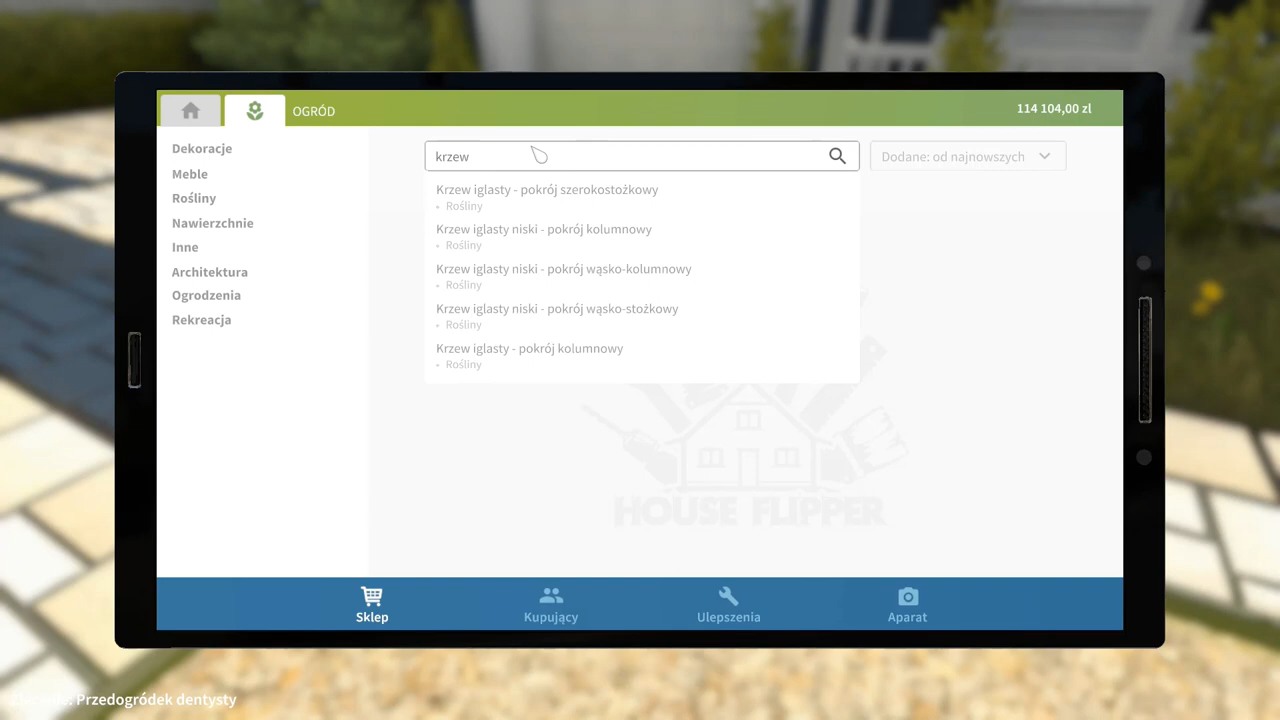 OGRÓD
114 104,00 zl
Dekoracje
Meble
Rośliny
Nawierzchnie
Inne
Architektura
Ogrodzenia
Rekreacja
krzew
Dodane: od najnowszych
Krzew iglasty - pokrój szerokostożkowy
• Rośliny
Krzew iglasty niski - pokrój kolumnowy
• Rośliny
Krzew iglasty niski - pokrój wąsko-kolumnowy
• Rośliny
Krzew iglasty niski - pokrój wąsko-stożkowy
• Rośliny
Krzew iglasty - pokrój kolumnowy
• Rośliny
HOUSE FLIPPER
Sklep
Kupujący
Ulepszenia
Aparat
Przedogródek dentysty